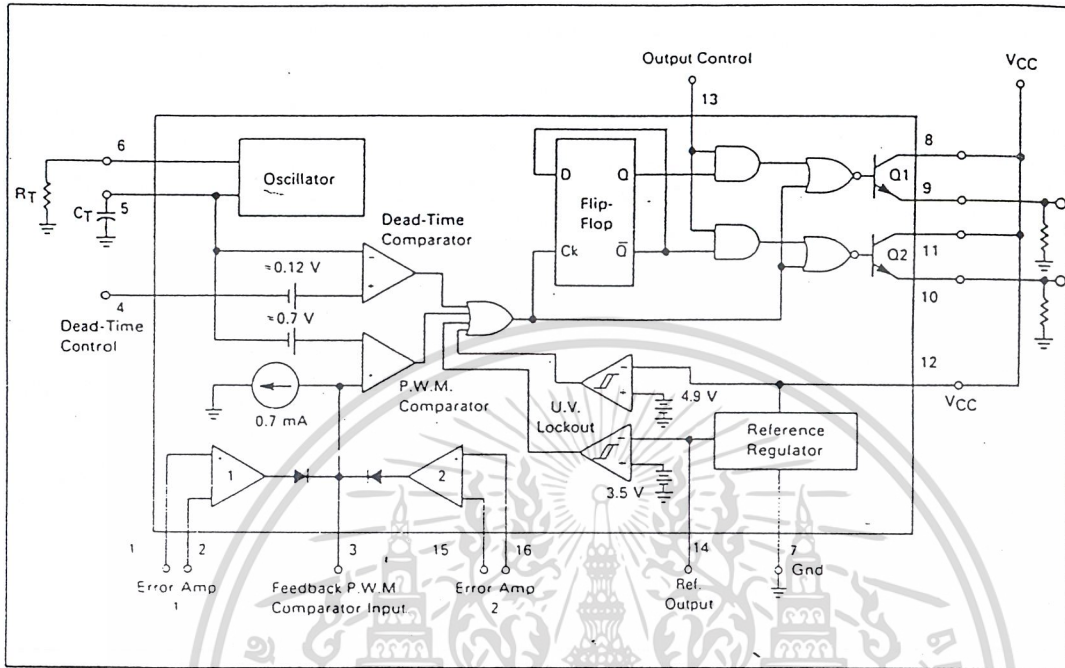 Output Control
VCC
13
6
Oscillator
RT
5
CT
8
D
Q
Q1
9
Flip-
Flop
Dead-Time
Comparator
Ck
Q̄
Q2
11
10
≈0.12 V
-
+
4
Dead-Time
Control
≈0.7 V
12
VCC
P.W.M.
Comparator
4.9 V
-
+
U.V.
Lockout
0.7 mA
Reference
Regulator
3.5 V
1
2
1
2
3
15
16
14
7
Error Amp
1
Feedback P.W.M
Comparator Input
Error Amp
2
Ref.
Output
Gnd